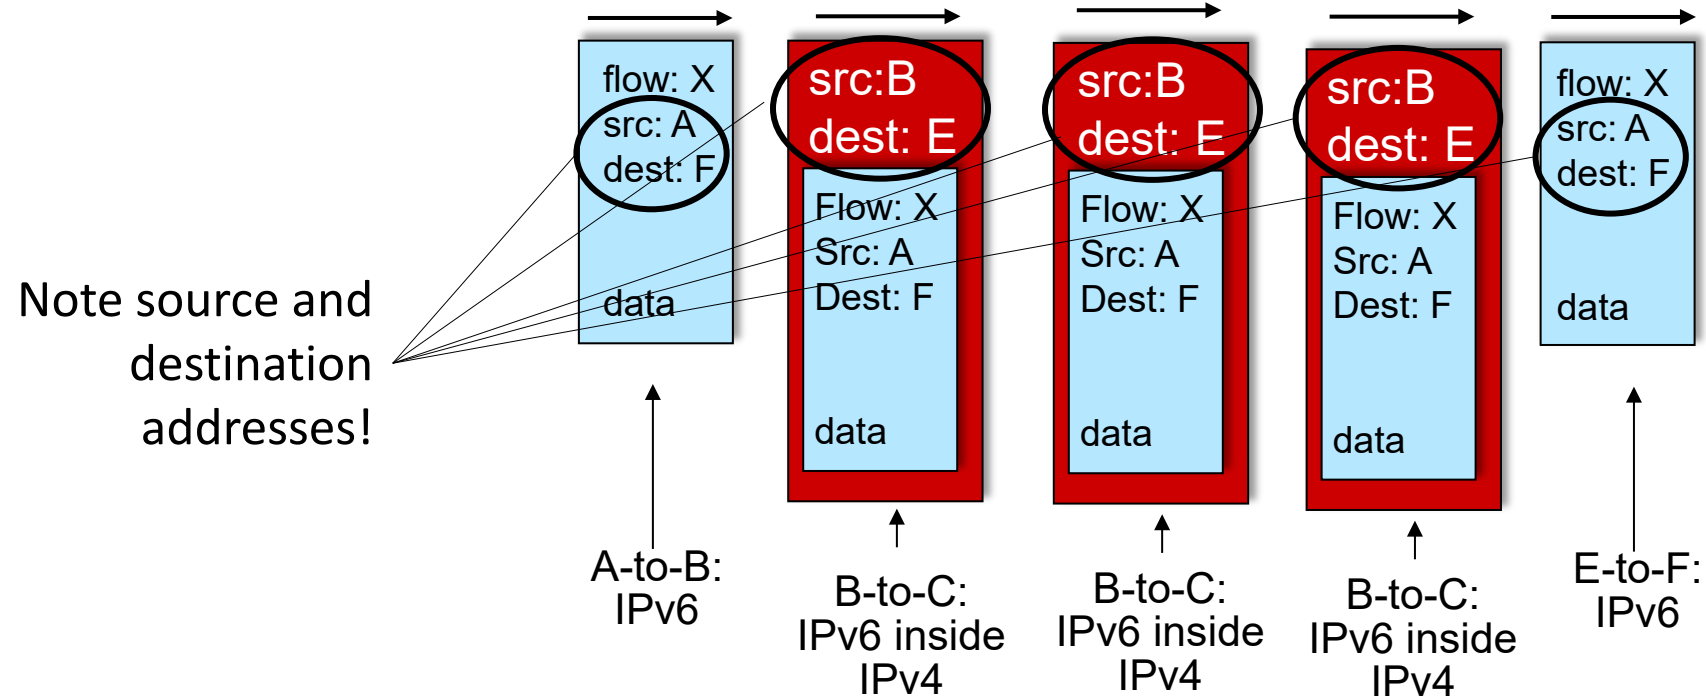 Note source and
destination
addresses!
flow: X
src: A
dest: F
data
A-to-B:
IPv6
src:B
dest: E
Flow: X
Src: A
Dest: F
data
B-to-C:
IPv6 inside
IPv4
src:B
dest: E
Flow: X
Src: A
Dest: F
data
B-to-C:
IPv6 inside
IPv4
src:B
dest: E
Flow: X
Src: A
Dest: F
data
B-to-C:
IPv6 inside
IPv4
flow: X
src: A
dest: F
data
E-to-F:
IPv6